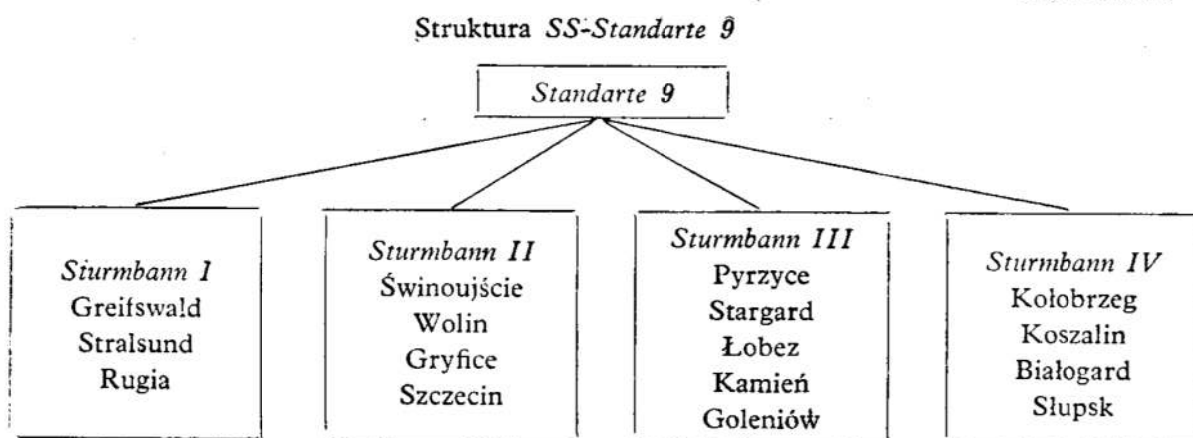 Struktura SS-Standarte 9
Standarte 9
Sturmbann I
Greifswald
Stralsund
Rugia
Sturmbann II
Świnoujście
Wolin
Gryfice
Szczecin
Sturmbann III
Pyrzyce
Stargard
Łobez
Kamień
Goleniów
Sturmbann IV
Kołobrzeg
Koszalin
Białogard
Słupsk